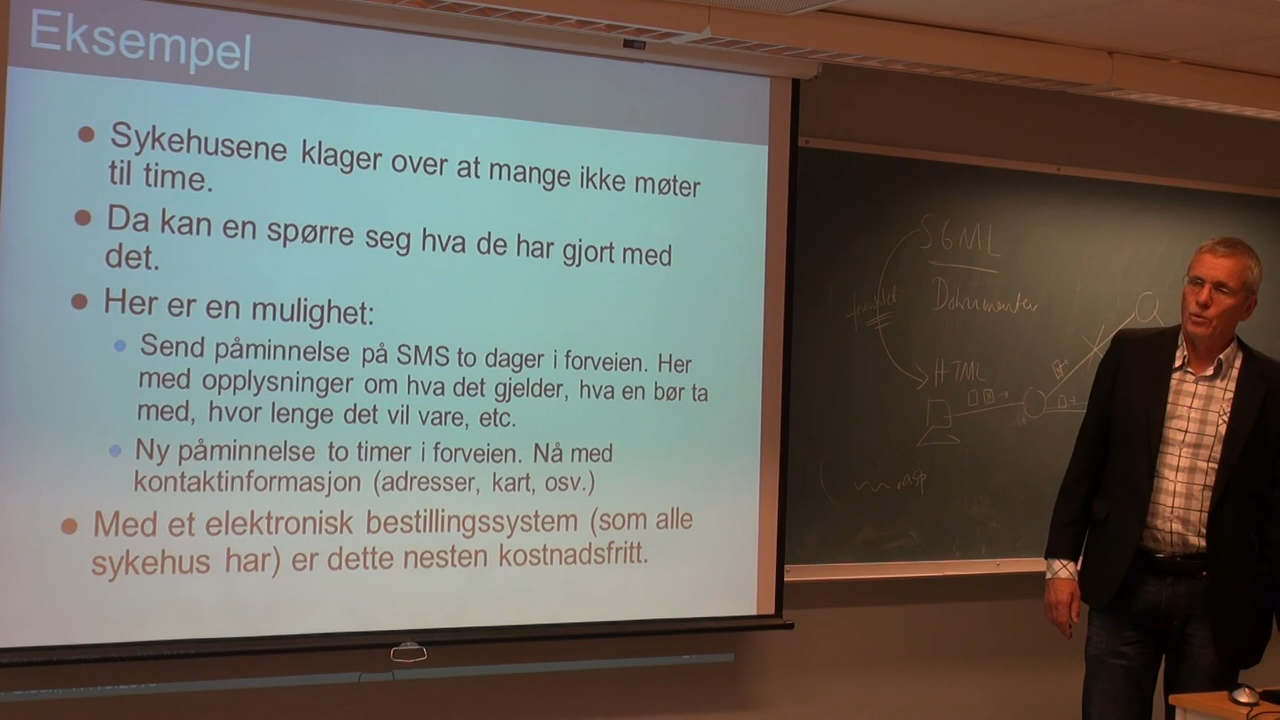 Eksempel
Sykehusene klager over at mange ikke møter
til time.
Da kan en spørre seg hva de har gjort med
det.
Her er en mulighet:
Send påminnelse på SMS to dager i forveien. Her
med opplysninger om hva det gjelder, hva en bør ta
med, hvor lenge det vil vare, etc.
Ny påminnelse to timer i forveien. Nå med
kontaktinformasjon (adresser, kart, osv.)
Med et elektronisk bestillingssystem (som alle
sykehus har) er dette nesten kostnadsfritt.
SGML
Dokumenter
HTML
.asp